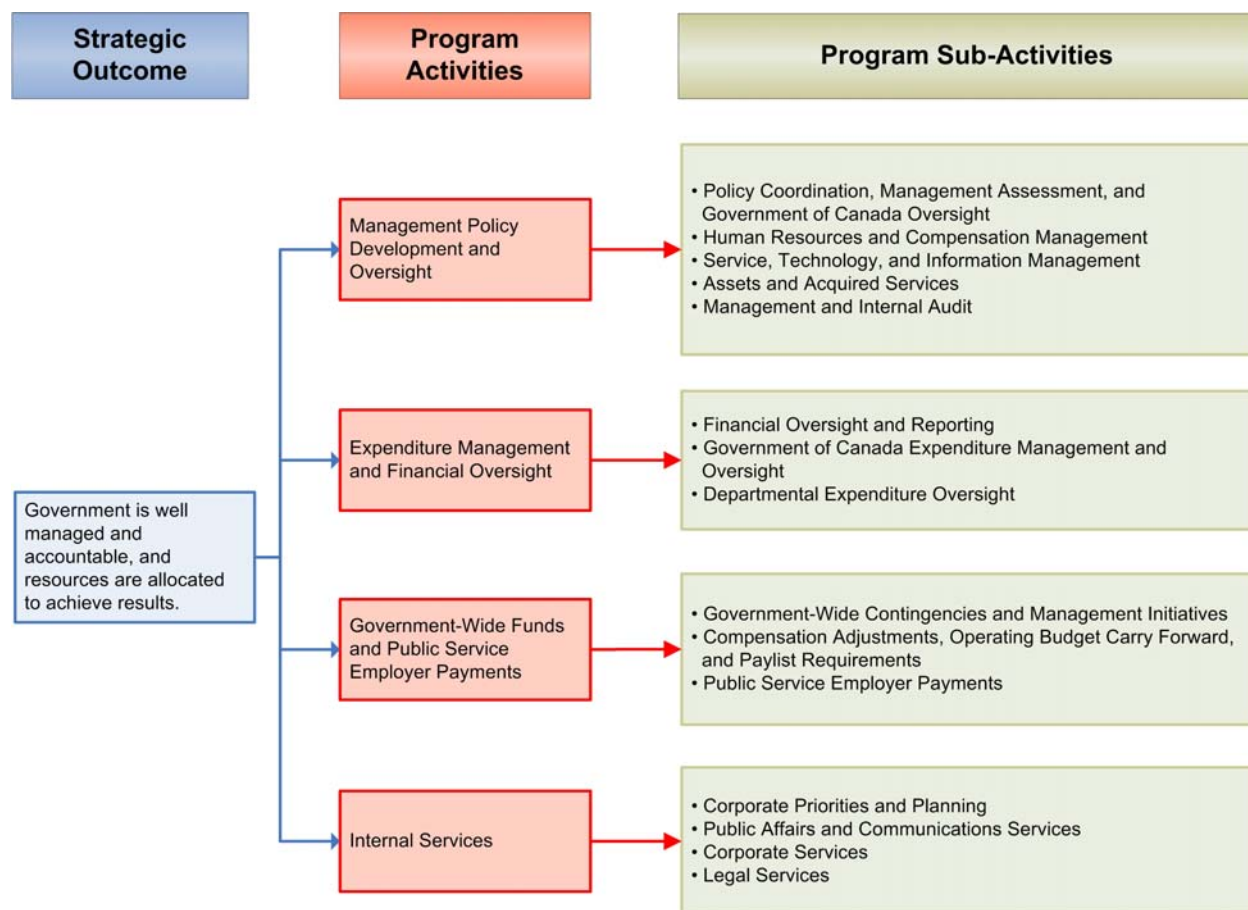 Strategic
Outcome
Program
Activities
Program Sub-Activities
Government is well
managed and
accountable, and
resources are allocated
to achieve results.
Management Policy
Development and
Oversight
• Policy Coordination, Management Assessment, and
Government of Canada Oversight
• Human Resources and Compensation Management
• Service, Technology, and Information Management
• Assets and Acquired Services
• Management and Internal Audit
Expenditure Management
and Financial Oversight
• Financial Oversight and Reporting
• Government of Canada Expenditure Management and
Oversight
• Departmental Expenditure Oversight
Government-Wide Funds
and Public Service
Employer Payments
• Government-Wide Contingencies and Management Initiatives
• Compensation Adjustments, Operating Budget Carry Forward,
and Paylist Requirements
• Public Service Employer Payments
Internal Services
• Corporate Priorities and Planning
• Public Affairs and Communications Services
• Corporate Services
• Legal Services